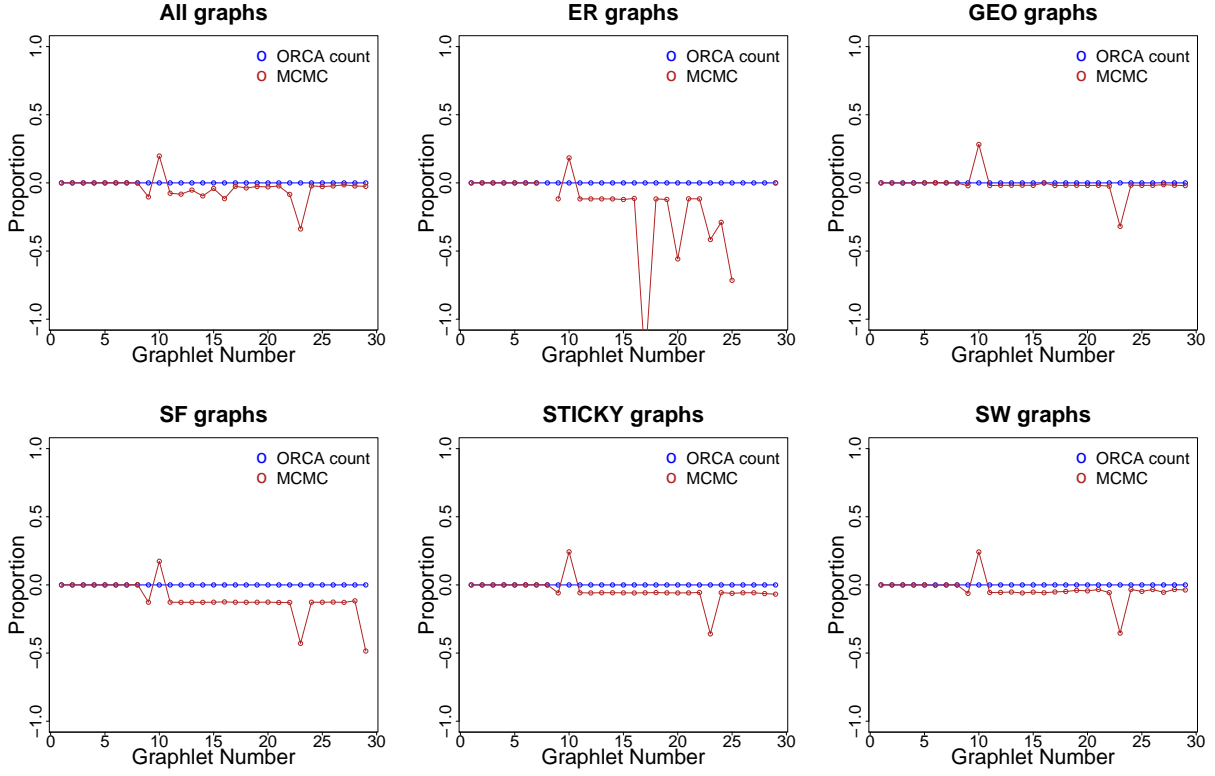 All graphs
ER graphs
GEO graphs
1.0
0.5
0.0
−0.5
−1.0
Proportion
o ORCA count
o MCMC
0 5 10 15 20 25 30
Graphlet Number
1.0
0.5
0.0
−0.5
−1.0
Proportion
o ORCA count
o MCMC
0 5 10 15 20 25 30
Graphlet Number
1.0
0.5
0.0
−0.5
−1.0
Proportion
o ORCA count
o MCMC
0 5 10 15 20 25 30
Graphlet Number
SF graphs
STICKY graphs
SW graphs
1.0
0.5
0.0
−0.5
−1.0
Proportion
o ORCA count
o MCMC
0 5 10 15 20 25 30
Graphlet Number
1.0
0.5
0.0
−0.5
−1.0
Proportion
o ORCA count
o MCMC
0 5 10 15 20 25 30
Graphlet Number
1.0
0.5
0.0
−0.5
−1.0
Proportion
o ORCA count
o MCMC
0 5 10 15 20 25 30
Graphlet Number